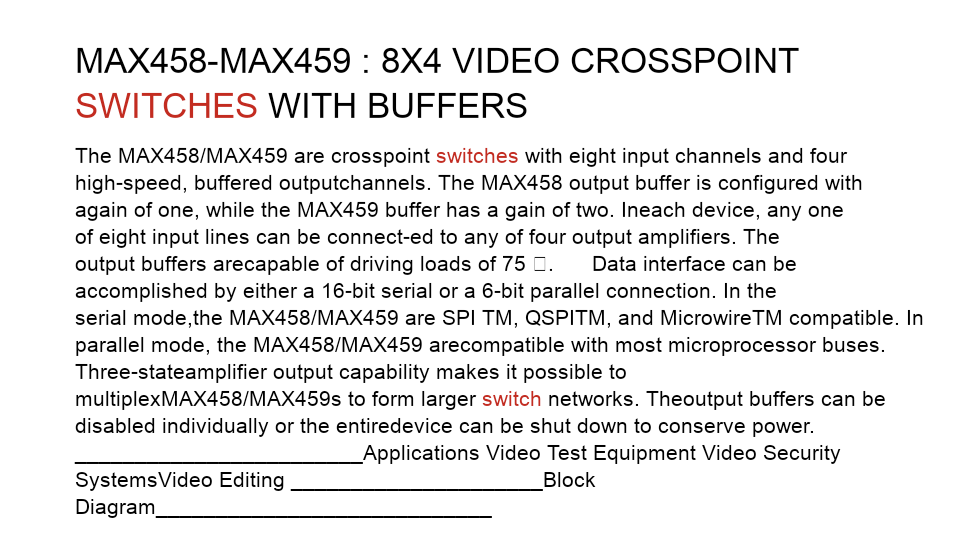 MAX458-MAX459 : 8X4 VIDEO CROSSPOINT
SWITCHES WITH BUFFERS
The MAX458/MAX459 are crosspoint switches with eight input channels and four
high-speed, buffered outputchannels. The MAX458 output buffer is configured with
again of one, while the MAX459 buffer has a gain of two. Ineach device, any one
of eight input lines can be connect-ed to any of four output amplifiers. The
output buffers arecapable of driving loads of 75 . Data interface can be
accomplished by either a 16-bit serial or a 6-bit parallel connection. In the
serial mode,the MAX458/MAX459 are SPI TM, QSPITM, and MicrowireTM compatible. In
parallel mode, the MAX458/MAX459 arecompatible with most microprocessor buses.
Three-stateamplifier output capability makes it possible to
multiplexMAX458/MAX459s to form larger switch networks. Theoutput buffers can be
disabled individually or the entiredevice can be shut down to conserve power.
________________________Applications Video Test Equipment Video Security
SystemsVideo Editing _____________________Block
Diagram____________________________